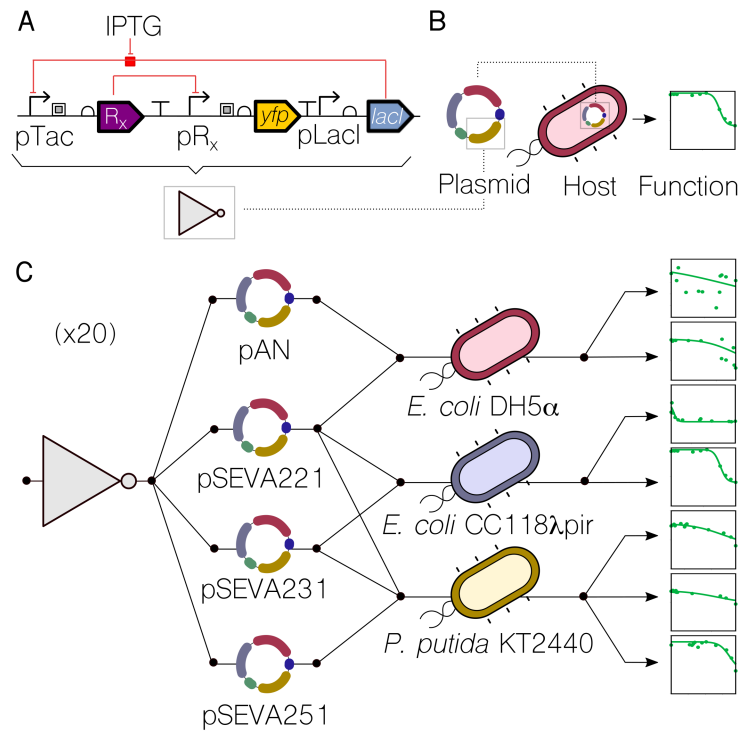 A
IPTG
pTac
Rx
pRx
yfp
pLacI
lacI
B
Plasmid
Host
Function
C
(x20)
pAN
pSEVA221
pSEVA231
pSEVA251
E. coli DH5α
E. coli CC118λpir
P. putida KT2440